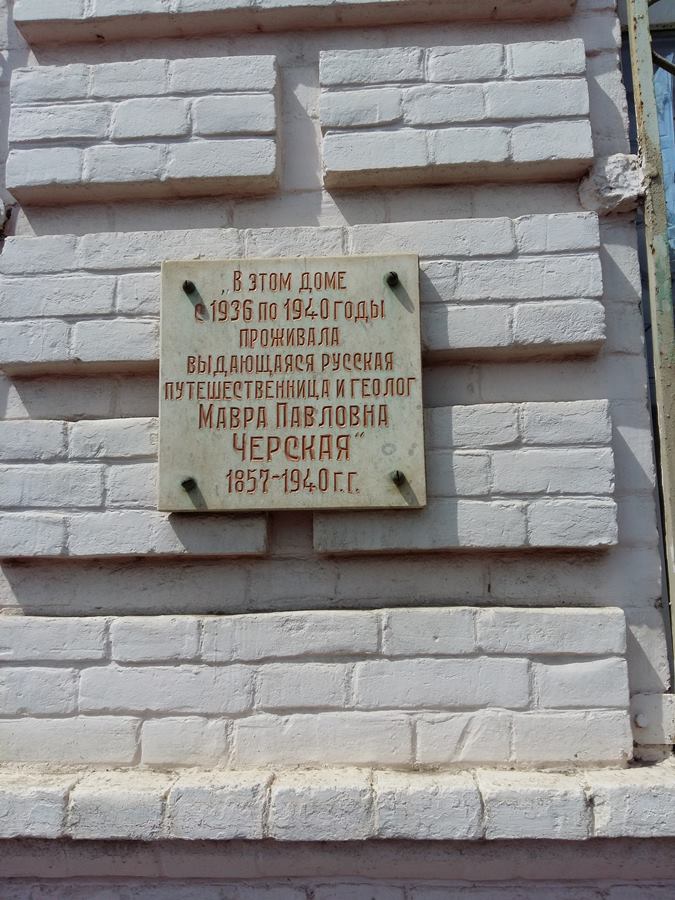 „В этом доме
с 1936 по 1940 годы
проживала
выдающаяся русская
путешественница и геолог
Мавра Павловна
Черская"
1857-1940 г.г.